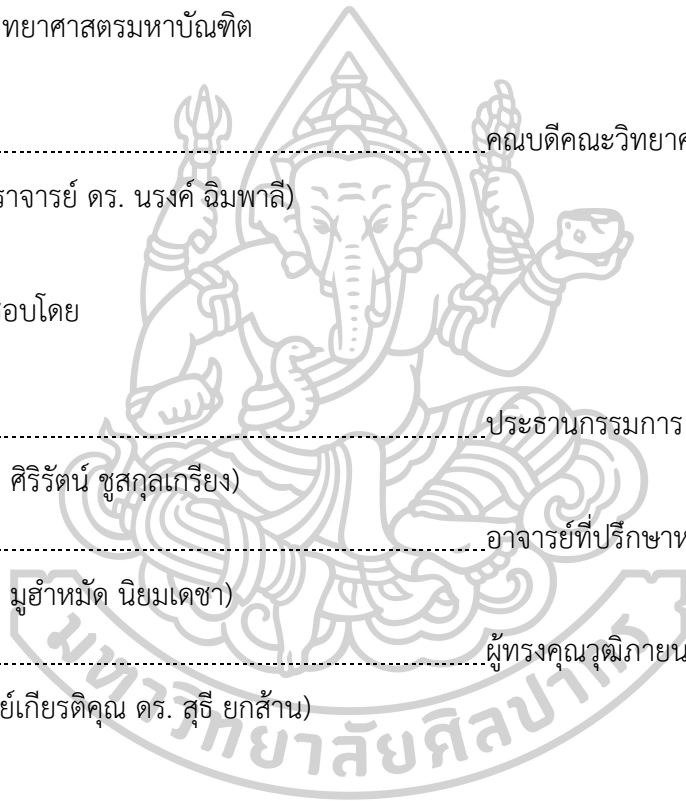 ทยาศาสตรมหาบัณฑิต
คณบดีคณะวิทยาศ
ราจารย์ ดร. นรงค์ ฉิมพาลี)
อบโดย
ประธานกรรมการ
ศิริรัตน์ ชูสกุลเกรียง)
อาจารย์ที่ปรึกษาห
มูฮำหมัด นิยมเดชา)
ผู้ทรงคุณวุฒิภายน
ย์เกียรติคุณ ดร. สุธี ยกส้าน)
มหาวิทยาลัยศิลปากร